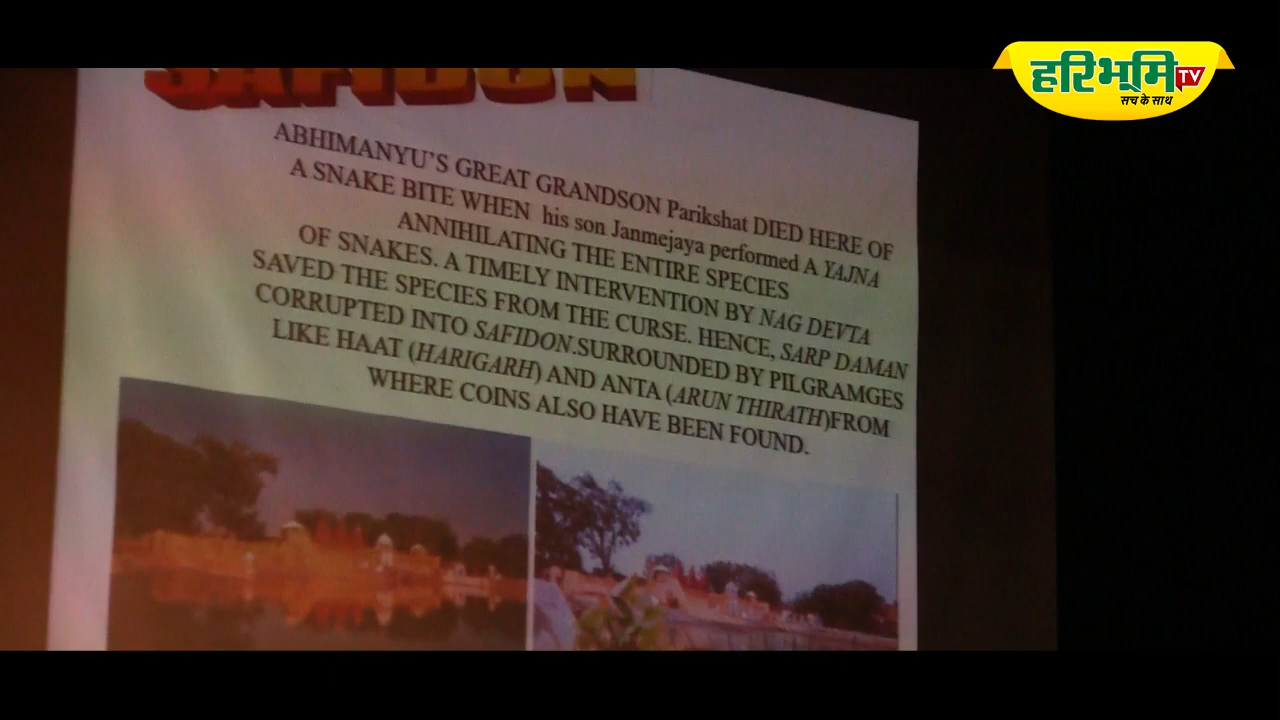 SAFIDON
हरिभूमि TV
सच के साथ
ABHIMANYU'S GREAT GRANDSON Parikshat DIED HERE OF
A SNAKE BITE WHEN his son Janmejaya performed A YAJNA
ANNIHILATING THE ENTIRE SPECIES
OF SNAKES. A TIMELY INTERVENTION BY NAG DEVTA
SAVED THE SPECIES FROM THE CURSE. HENCE, SARP DAMAN
CORRUPTED INTO SAFIDON.SURROUNDED BY PILGRAMGES
LIKE HAAT (HARIGARH) AND ANTA (ARUN THIRATH)FROM
WHERE COINS ALSO HAVE BEEN FOUND.